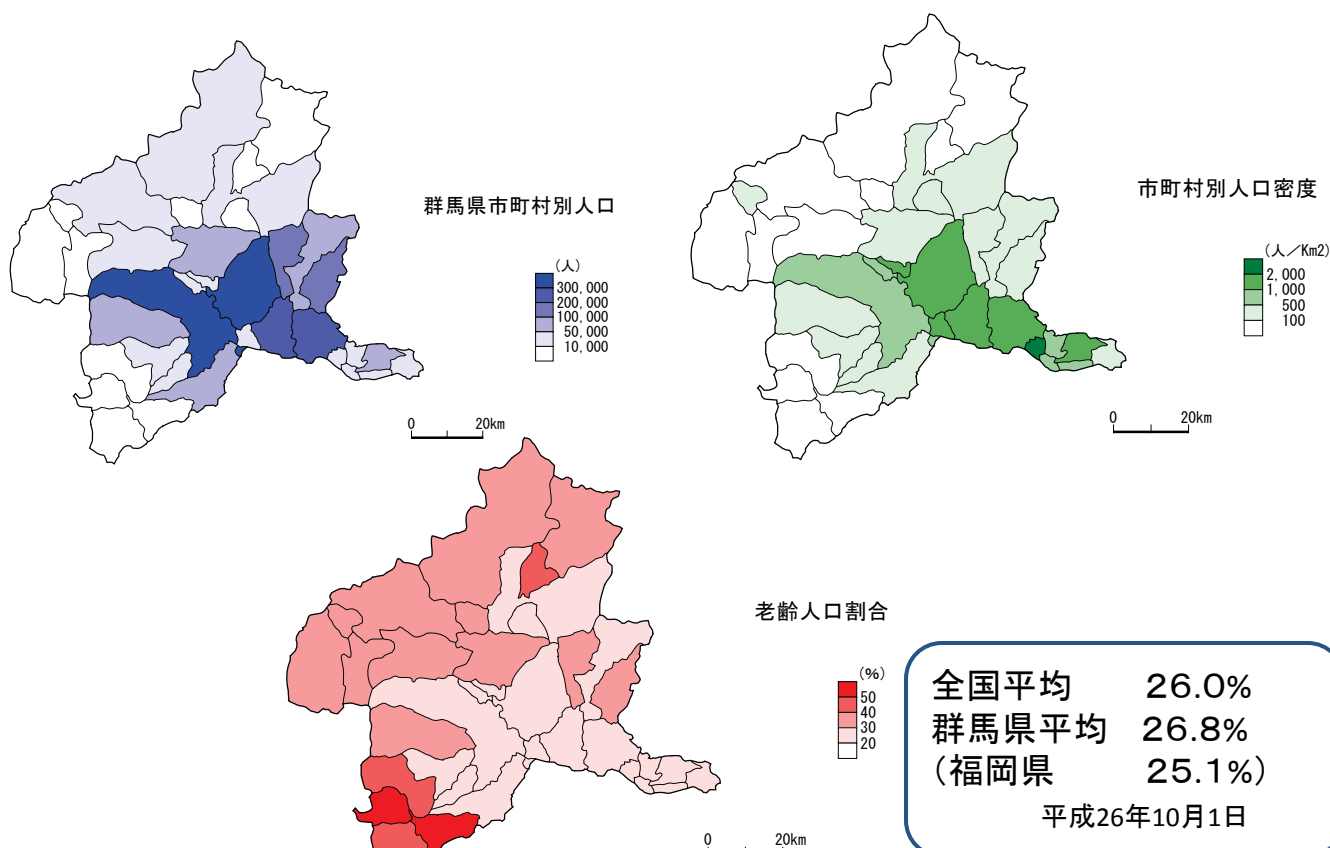 群馬県市町村別人口
(人)
300,000
200,000
100,000
50,000
10,000
0 20km
市町村別人口密度
(人／Km2)
2,000
1,000
500
100
0 20km
老齢人口割合
(%)
50
40
30
20
0 20km
全国平均 26.0%
群馬県平均 26.8%
(福岡県 25.1%)
平成26年10月1日